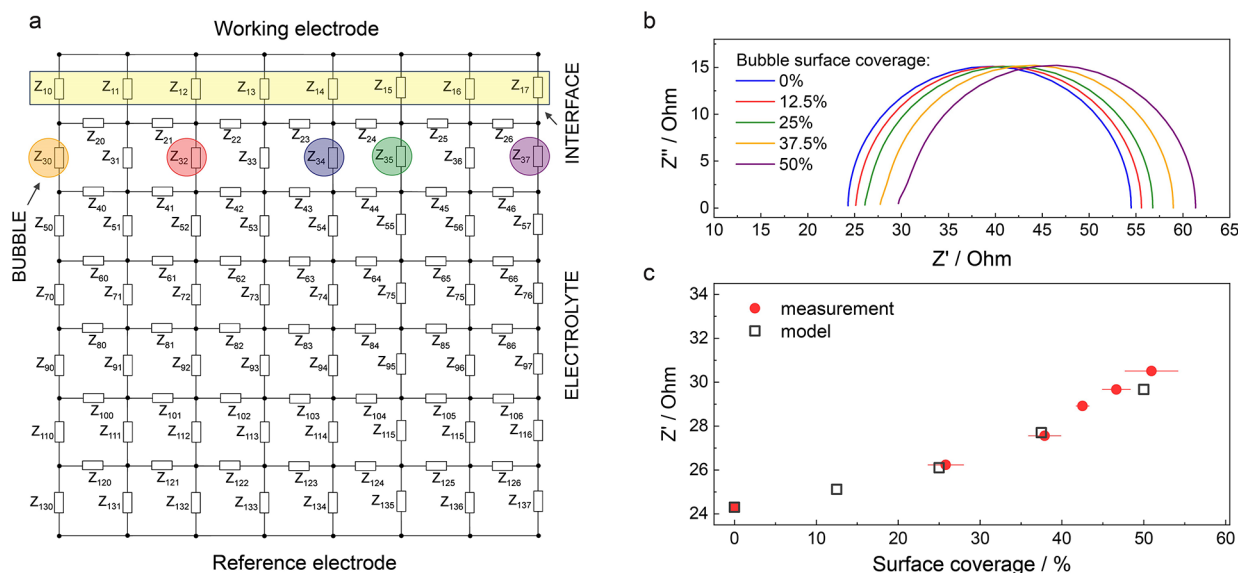 a
Working electrode
Z10 Z11 Z12 Z13 Z14 Z15 Z16 Z17
Z20 Z21 Z22 Z23 Z24 Z25 Z26
Z30 Z31 Z32 Z33 Z34 Z35 Z36 Z37
Z40 Z41 Z42 Z43 Z44 Z45 Z46
Z50 Z51 Z52 Z53 Z54 Z55 Z56 Z57
Z60 Z61 Z62 Z63 Z64 Z65 Z66
Z70 Z71 Z72 Z73 Z74 Z75 Z75 Z76
Z80 Z81 Z82 Z83 Z84 Z85 Z86
Z90 Z91 Z92 Z93 Z94 Z95 Z96 Z97
Z100 Z101 Z102 Z103 Z104 Z105 Z106
Z110 Z111 Z112 Z113 Z114 Z115 Z115 Z116
Z120 Z121 Z122 Z123 Z124 Z125 Z126
Z130 Z131 Z132 Z133 Z134 Z135 Z136 Z137
Reference electrode
BUBBLE
INTERFACE
ELECTROLYTE
b
Z'' / Ohm
15
10
5
0
Bubble surface coverage:
0%
12.5%
25%
37.5%
50%
10 15 20 25 30 35 40 45 50 55 60 65
Z' / Ohm
c
Z' / Ohm
34
32
30
28
26
24
measurement
model
0 10 20 30 40 50 60
Surface coverage / %